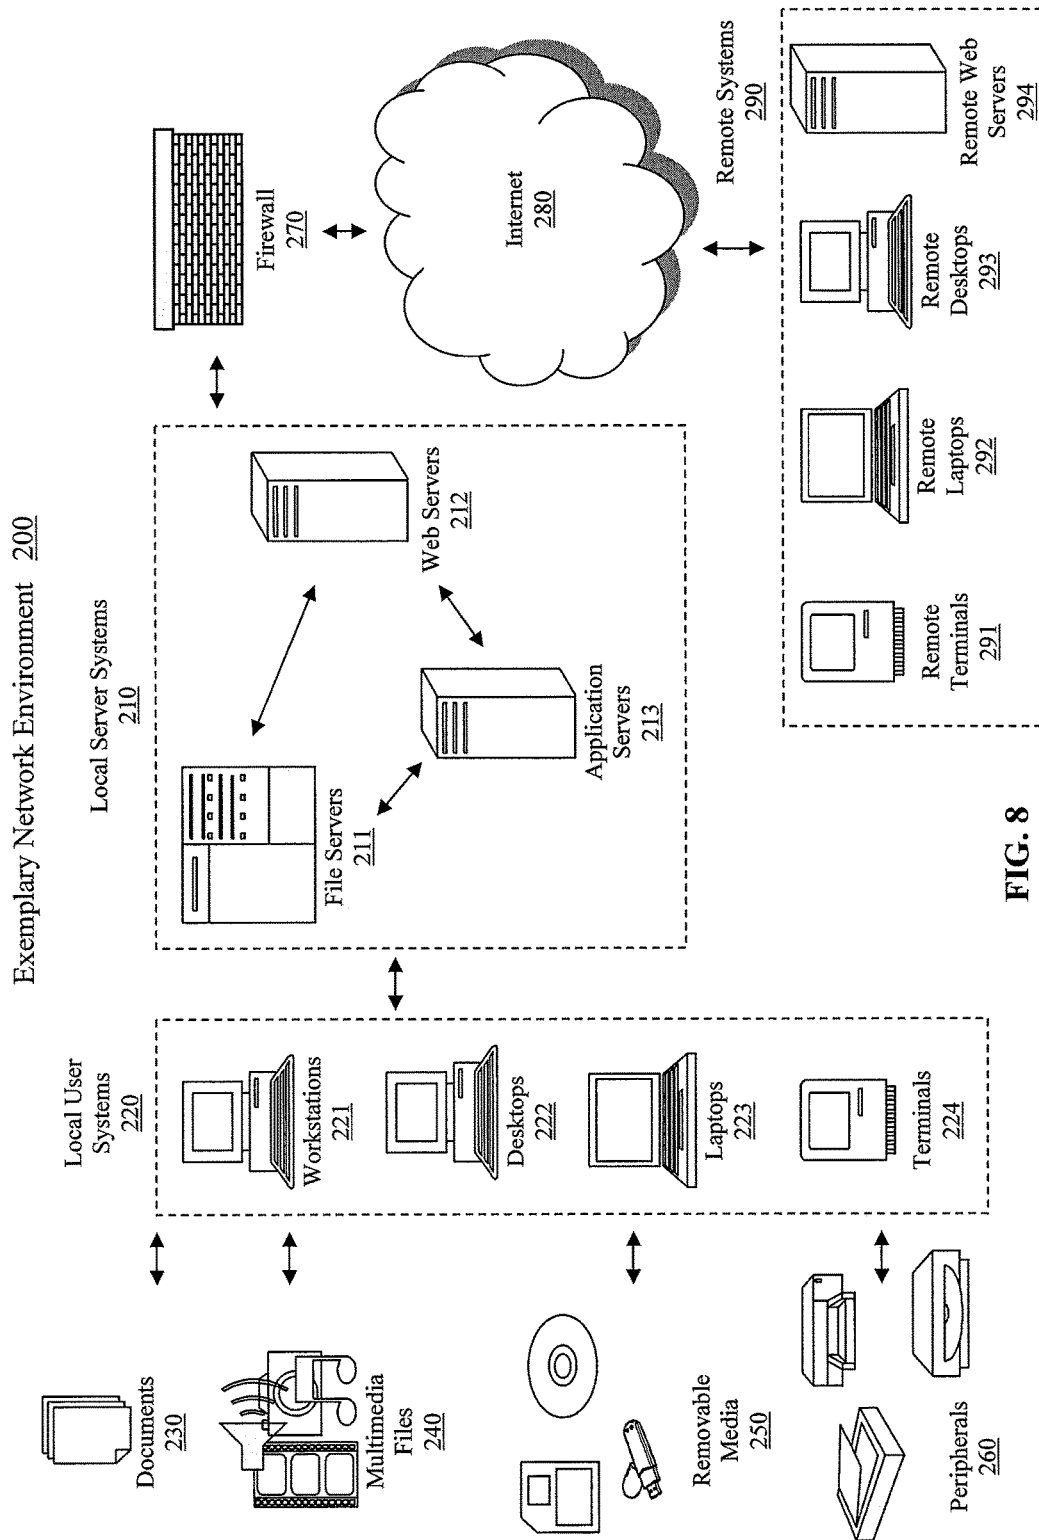 Exemplary Network Environment 200
Local User
Systems
220
Local Server Systems
210
Documents
230
Multimedia
Files
240
Removable
Media
250
Peripherals
260
Workstations
221
Desktops
222
Laptops
223
Terminals
224
File Servers
211
Web Servers
212
Application
Servers
213
Firewall
270
Internet
280
Remote Systems
290
Remote
Terminals
291
Remote
Laptops
292
Remote
Desktops
293
Remote Web
Servers
294
FIG. 8